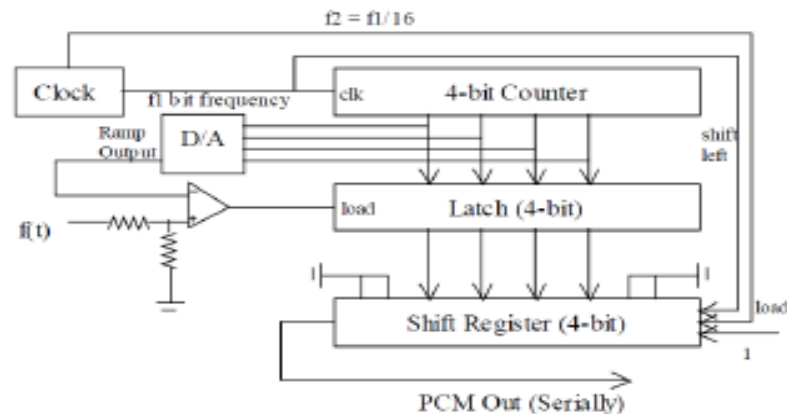 f2 = f1/16
Clock
f1 bit frequency
clk
4-bit Counter
Ramp
Output
D/A
shift
left
f(t)
load
Latch (4-bit)
1
1
Shift Register (4-bit)
load
1
PCM Out (Serially)